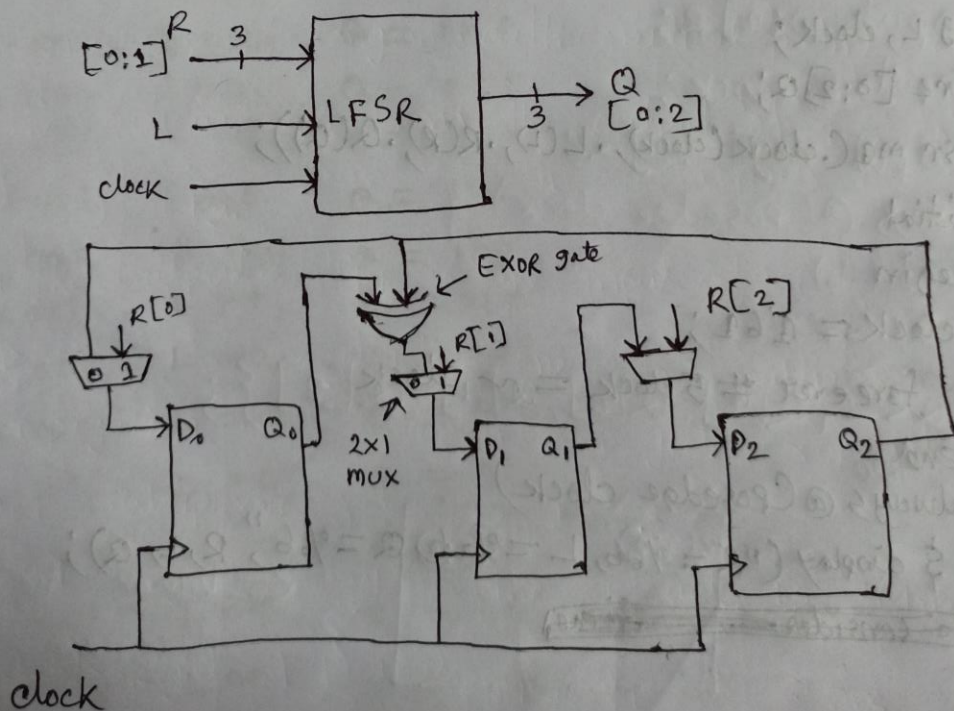 R
[0:1]
3
L
clock
LFSR
3
Q
[0:2]
EXOR gate
R[0]
0 1
R[1]
0 1
2x1
mux
R[2]
D0 Q0
D1 Q1
D2 Q2
clock